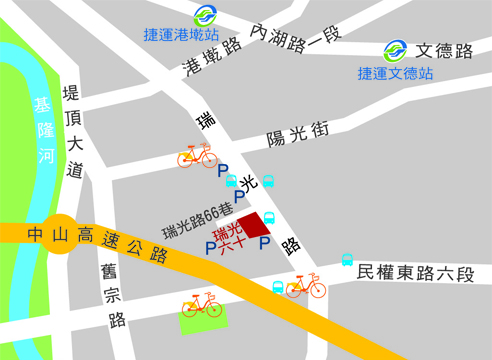 捷運港墘站
內湖路一段
港墘路
文德路
捷運文德站
基隆河
堤頂大道
瑞光路
陽光街
P
P
瑞光路66巷
瑞光
六十
P
P
中山高速公路
舊宗路
民權東路六段